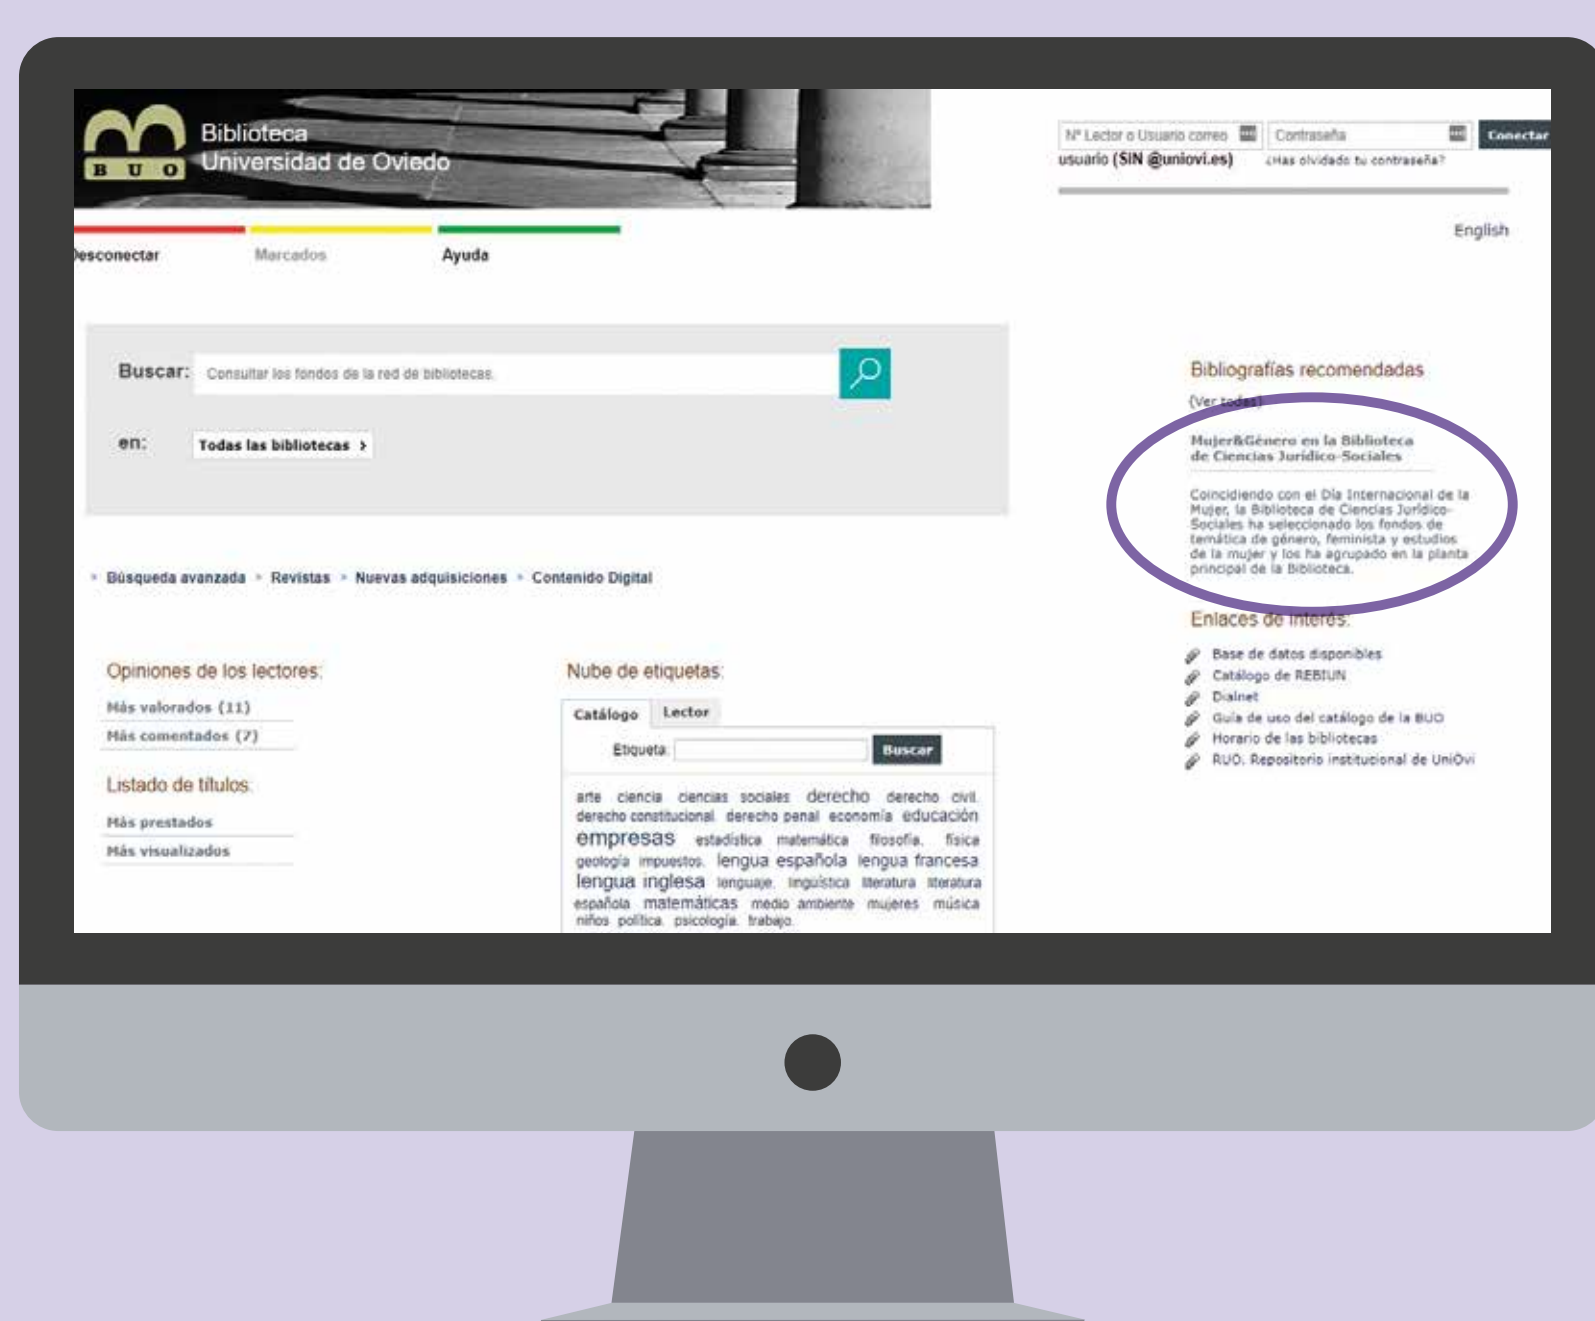 BUO
Biblioteca
Universidad de Oviedo
Nº Lector o Usuario correo
Contraseña
Conectar
usuario (SIN @uniovi.es)
¿Has olvidado tu contraseña?
English
Desconectar
Marcados
Ayuda
Buscar:
Consultar los fondos de la red de bibliotecas.
en:
Todas las bibliotecas >
Búsqueda avanzada
Revistas
Nuevas adquisiciones
Contenido Digital
Opiniones de los lectores:
Más valorados (11)
Más comentados (7)
Listado de títulos:
Más prestados
Más visualizados
Nube de etiquetas:
Catálogo
Lector
Etiqueta:
Buscar
arte ciencia ciencias sociales derecho derecho civil.
derecho constitucional. derecho penal economía educación
empresas estadística matemática filosofía. física
geología impuestos. lengua española lengua francesa
lengua inglesa lenguaje. lingüística literatura literatura
española matemáticas medio ambiente mujeres música
niños política. psicología. trabajo.
Bibliografías recomendadas
(Ver todas)
Mujer&Género en la Biblioteca
de Ciencias Jurídico-Sociales
Coincidiendo con el Día Internacional de la
Mujer, la Biblioteca de Ciencias Jurídico-
Sociales ha seleccionado los fondos de
temática de género, feminista y estudios
de la mujer y los ha agrupado en la planta
principal de la Biblioteca.
Enlaces de interés:
Base de datos disponibles
Catálogo de REBIUN
Dialnet
Guía de uso del catálogo de la BUO
Horario de las bibliotecas
RUO. Repositorio institucional de UniOvi